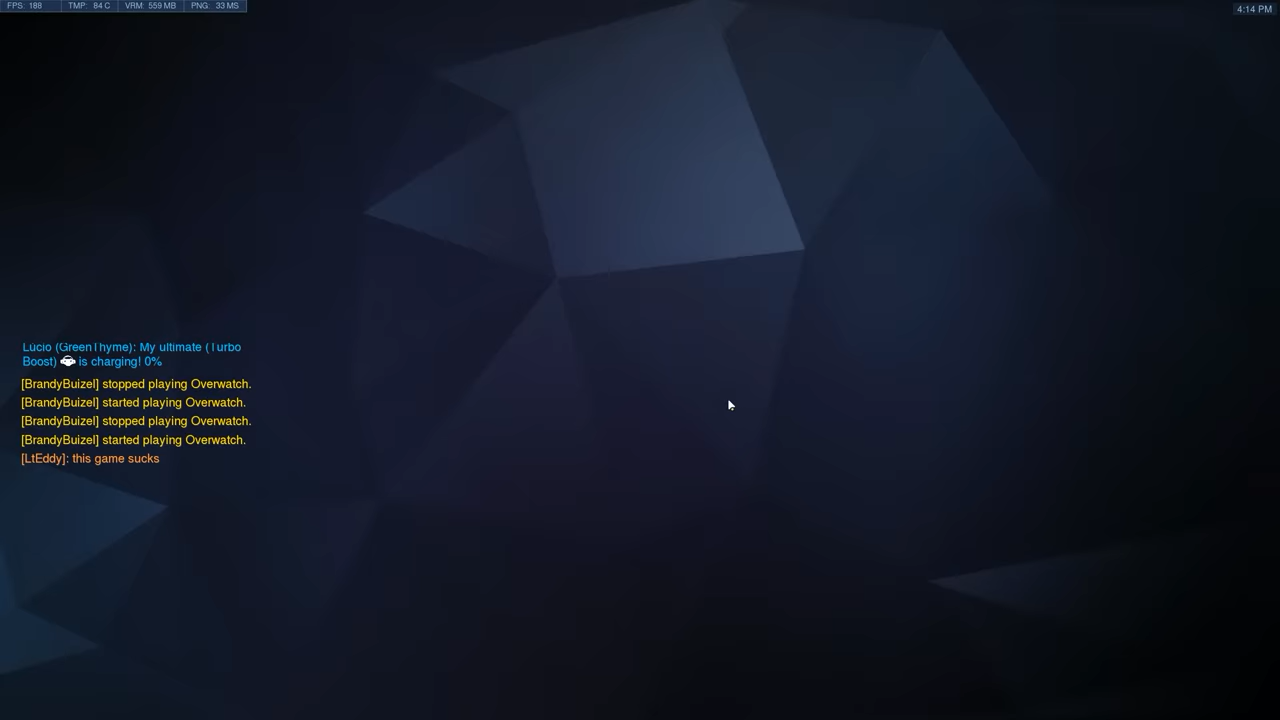 FPS: 188 TMP: 84 C VRM: 559 MB PNG: 33 MS
4:14 PM
Lúcio (GreenThyme): My ultimate (Turbo
Boost) is charging! 0%
[BrandyBuizel] stopped playing Overwatch.
[BrandyBuizel] started playing Overwatch.
[BrandyBuizel] stopped playing Overwatch.
[BrandyBuizel] started playing Overwatch.
[LtEddy]: this game sucks